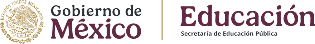 Gobierno de
México
Educación
Secretaría de Educación Pública